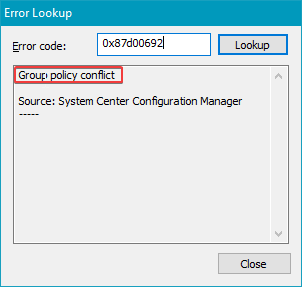 Error Lookup
Error code: 0x87d00692 Lookup
Group policy conflict
Source: System Center Configuration Manager
-----
Close